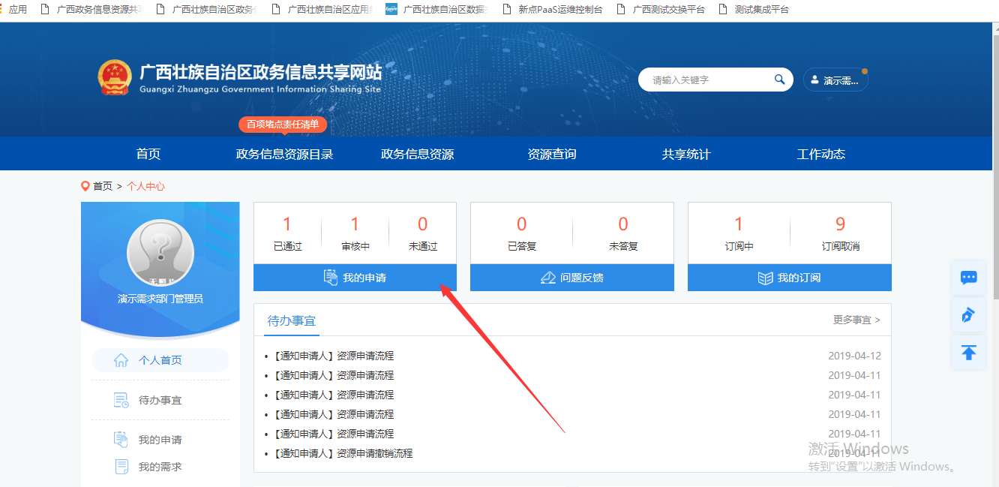 应用 广西政务信息资源共享 广西壮族自治区政务信 广西壮族自治区应用 广西壮族自治区数据 新点PaaS运维控制台 广西测试交换平台 测试集成平台
广西壮族自治区政务信息共享网站
Guangxi Zhuangzu Government Information Sharing Site
请输入关键字
演示需...
百项堵点责任清单
首页 政务信息资源目录 政务信息资源 资源查询 共享统计 工作动态
首页 > 个人中心
演示需求部门管理员
个人首页
待办事宜
我的申请
我的需求
1 1 0
已通过 审核中 未通过
我的申请
0 0
已答复 未答复
问题反馈
1 9
订阅中 订阅取消
我的订阅
待办事宜 更多事宜 >
• 【通知申请人】资源申请流程 2019-04-12
• 【通知申请人】资源申请流程 2019-04-11
• 【通知申请人】资源申请流程 2019-04-11
• 【通知申请人】资源申请流程 2019-04-11
• 【通知申请人】资源申请流程 2019-04-11
• 【通知申请人】资源申请撤销流程 2019-04-11
激活 Windows
转到“设置”以激活 Windows。